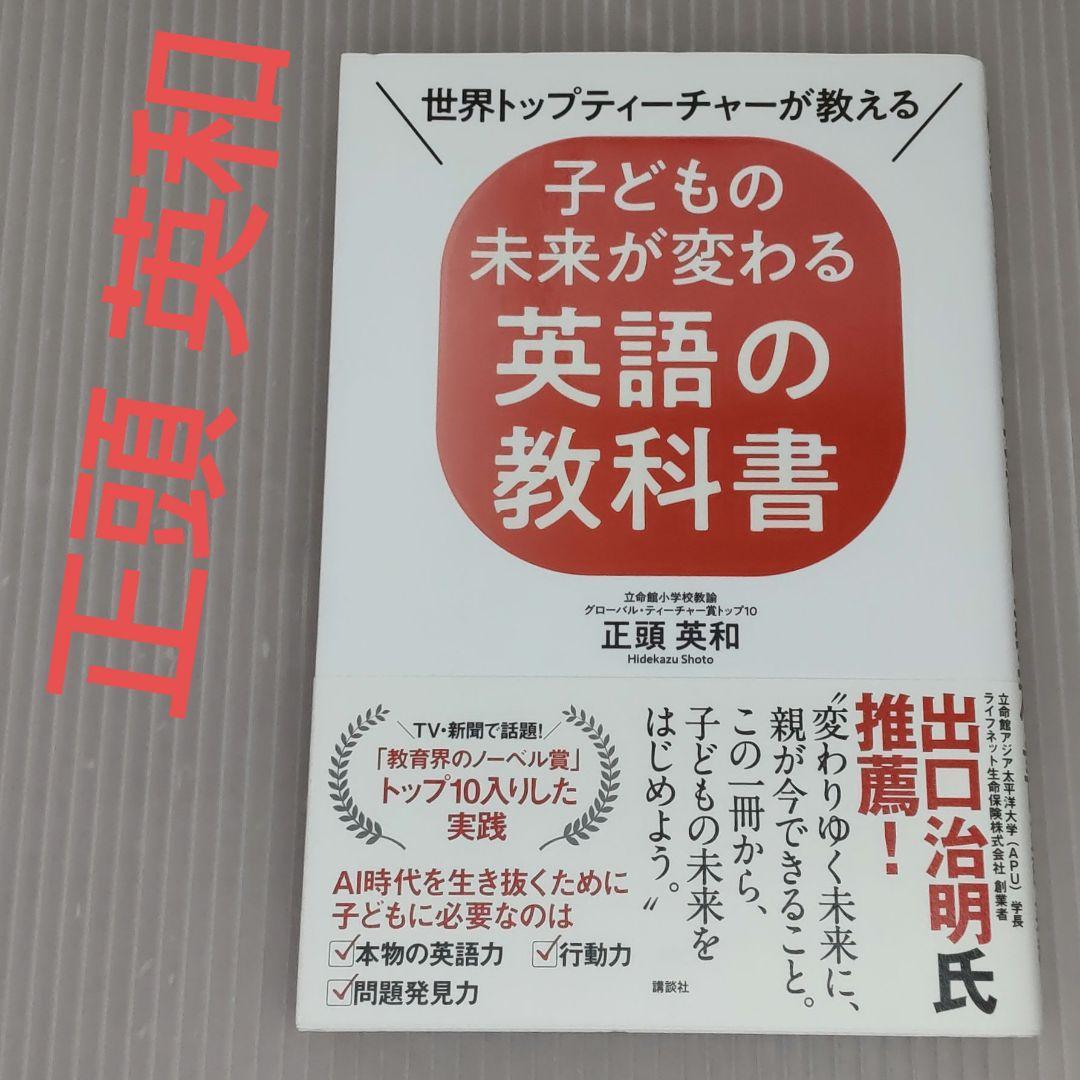 正頭 英和
世界トップティーチャーが教える
子どもの
未来が変わる
英語の
教科書
立命館小学校教諭
グローバル・ティーチャー賞トップ10
正頭 英和
Hidekazu Shoto
TV・新聞で話題!
「教育界のノーベル賞」
トップ10入りした
実践
AI時代を生き抜くために
子どもに必要なのは
本物の英語力
行動力
問題発見力
立命館アジア太平洋大学(APU) 学長
ライフネット生命保険株式会社 創業者
出口治明氏
推薦!
"変わりゆく未来に、
親が今できること。
この一冊から、
子どもの未来を
はじめよう。"
講談社